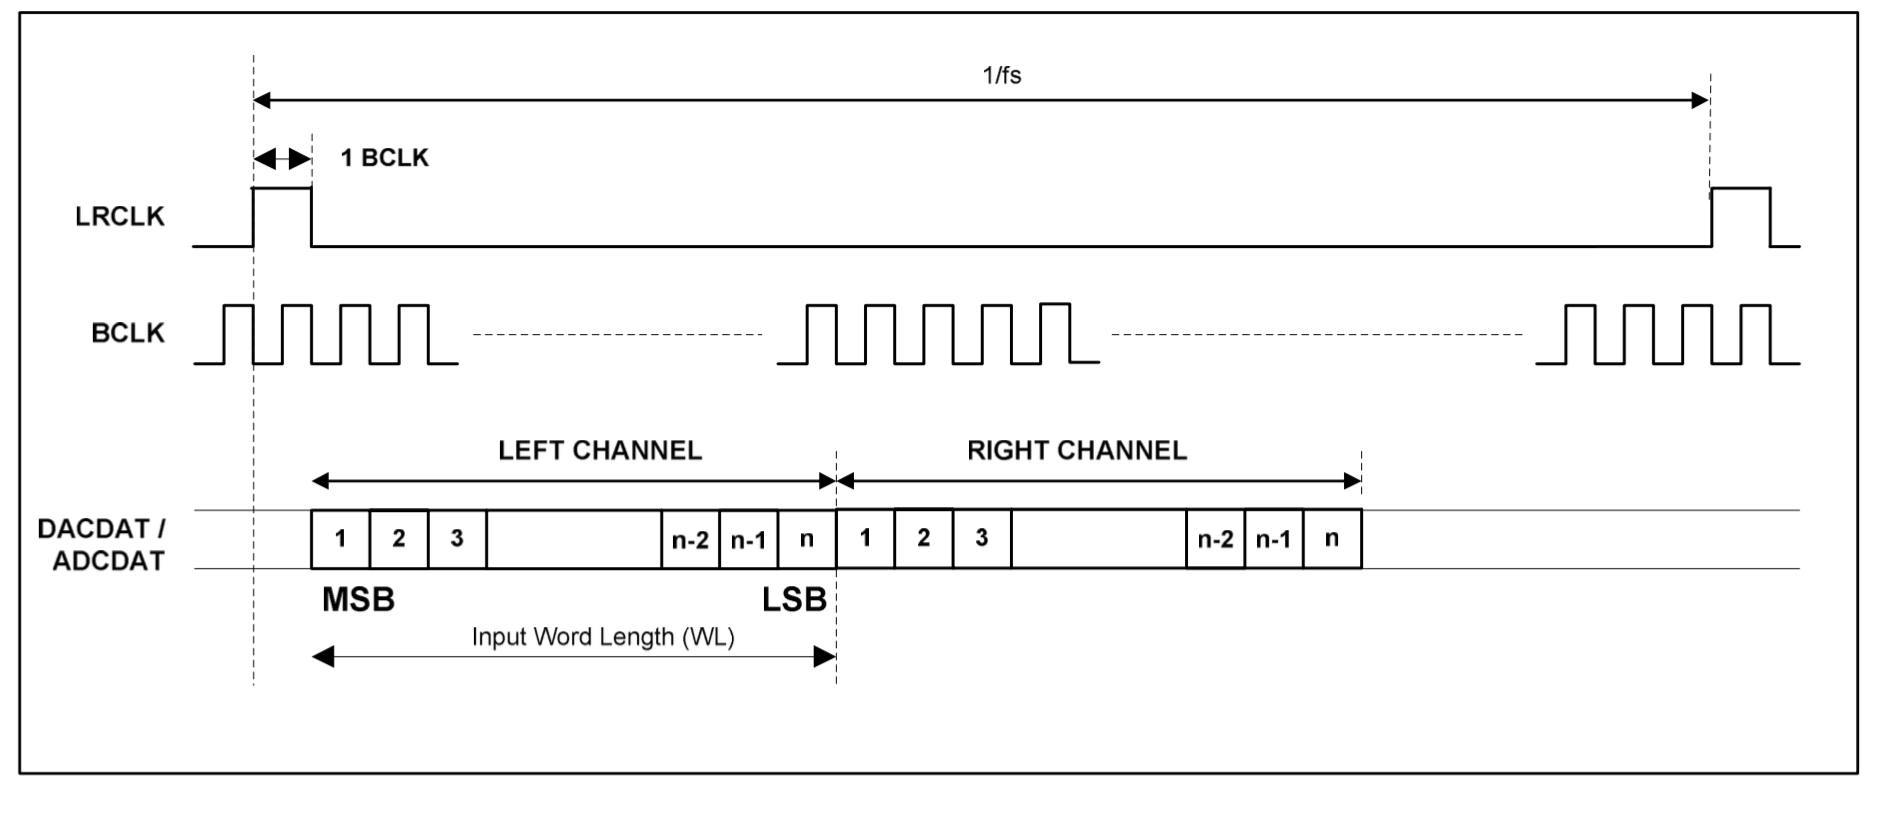 1/fs
1 BCLK
LRCLK
BCLK
LEFT CHANNEL RIGHT CHANNEL
DACDAT /
ADCDAT
1 2 3 n-2 n-1 n 1 2 3 n-2 n-1 n
MSB LSB
Input Word Length (WL)